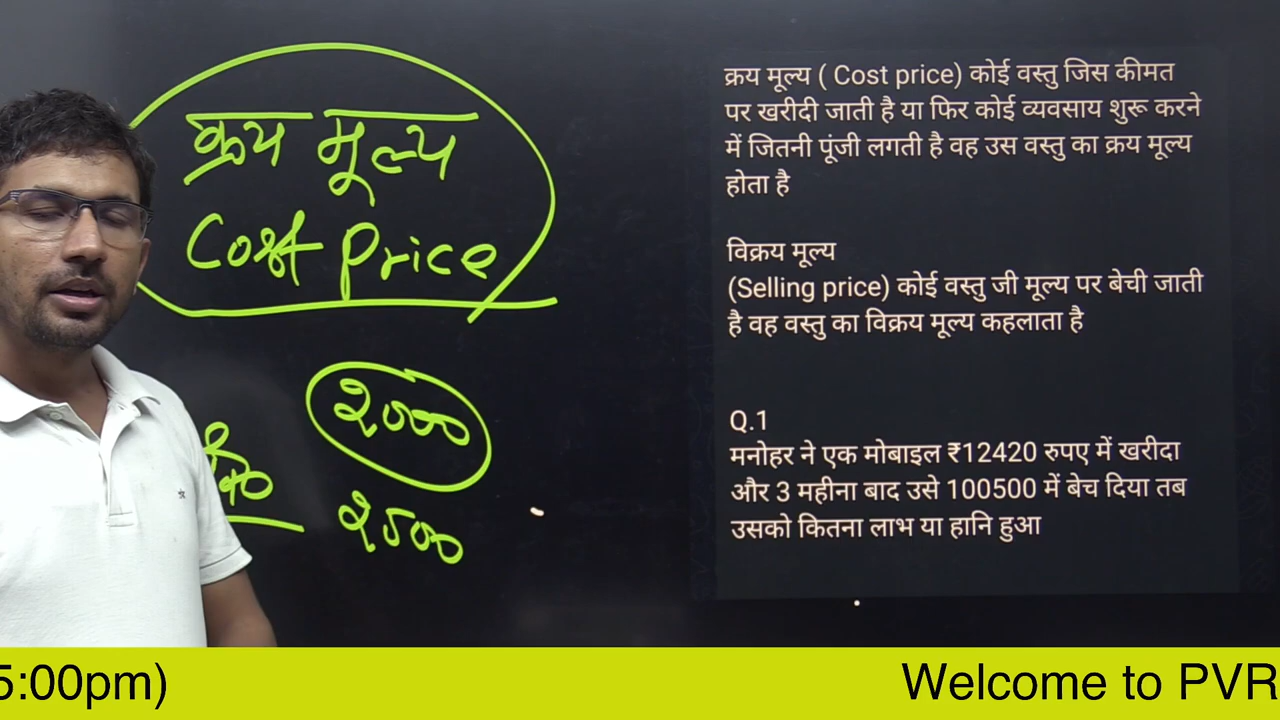 क्रय मूल्य
Cost Price
2000
2500
क्रय मूल्य ( Cost price) कोई वस्तु जिस कीमत
पर खरीदी जाती है या फिर कोई व्यवसाय शुरू करने
में जितनी पूंजी लगती है वह उस वस्तु का क्रय मूल्य
होता है
विक्रय मूल्य
(Selling price) कोई वस्तु जी मूल्य पर बेची जाती
है वह वस्तु का विक्रय मूल्य कहलाता है
Q.1
मनोहर ने एक मोबाइल ₹12420 रुपए में खरीदा
और 3 महीना बाद उसे 100500 में बेच दिया तब
उसको कितना लाभ या हानि हुआ
5:00pm)
Welcome to PVR